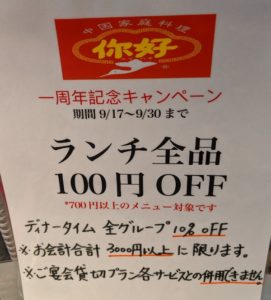 中国家庭料理
你好
一周年記念キャンペーン
期間 9/17〜9/30 まで
ランチ全品
100円OFF
*700円以上のメニュー対象です
ディナータイム 全グループ 10% OFF
※お会計合計 3000円以上に限ります。
※ご宴会貸切プラン各サービスとの併用できません